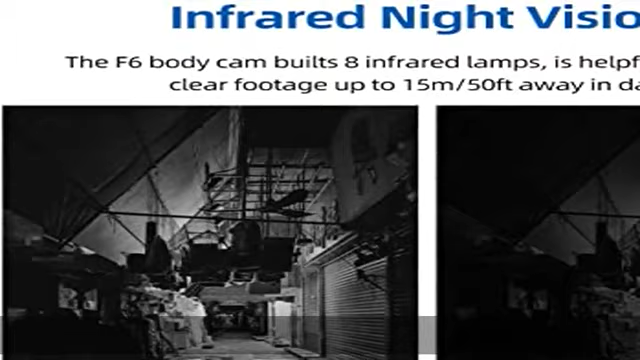 Infrared Night Visio
The F6 body cam builts 8 infrared lamps, is helpf
clear footage up to 15m/50ft away in da